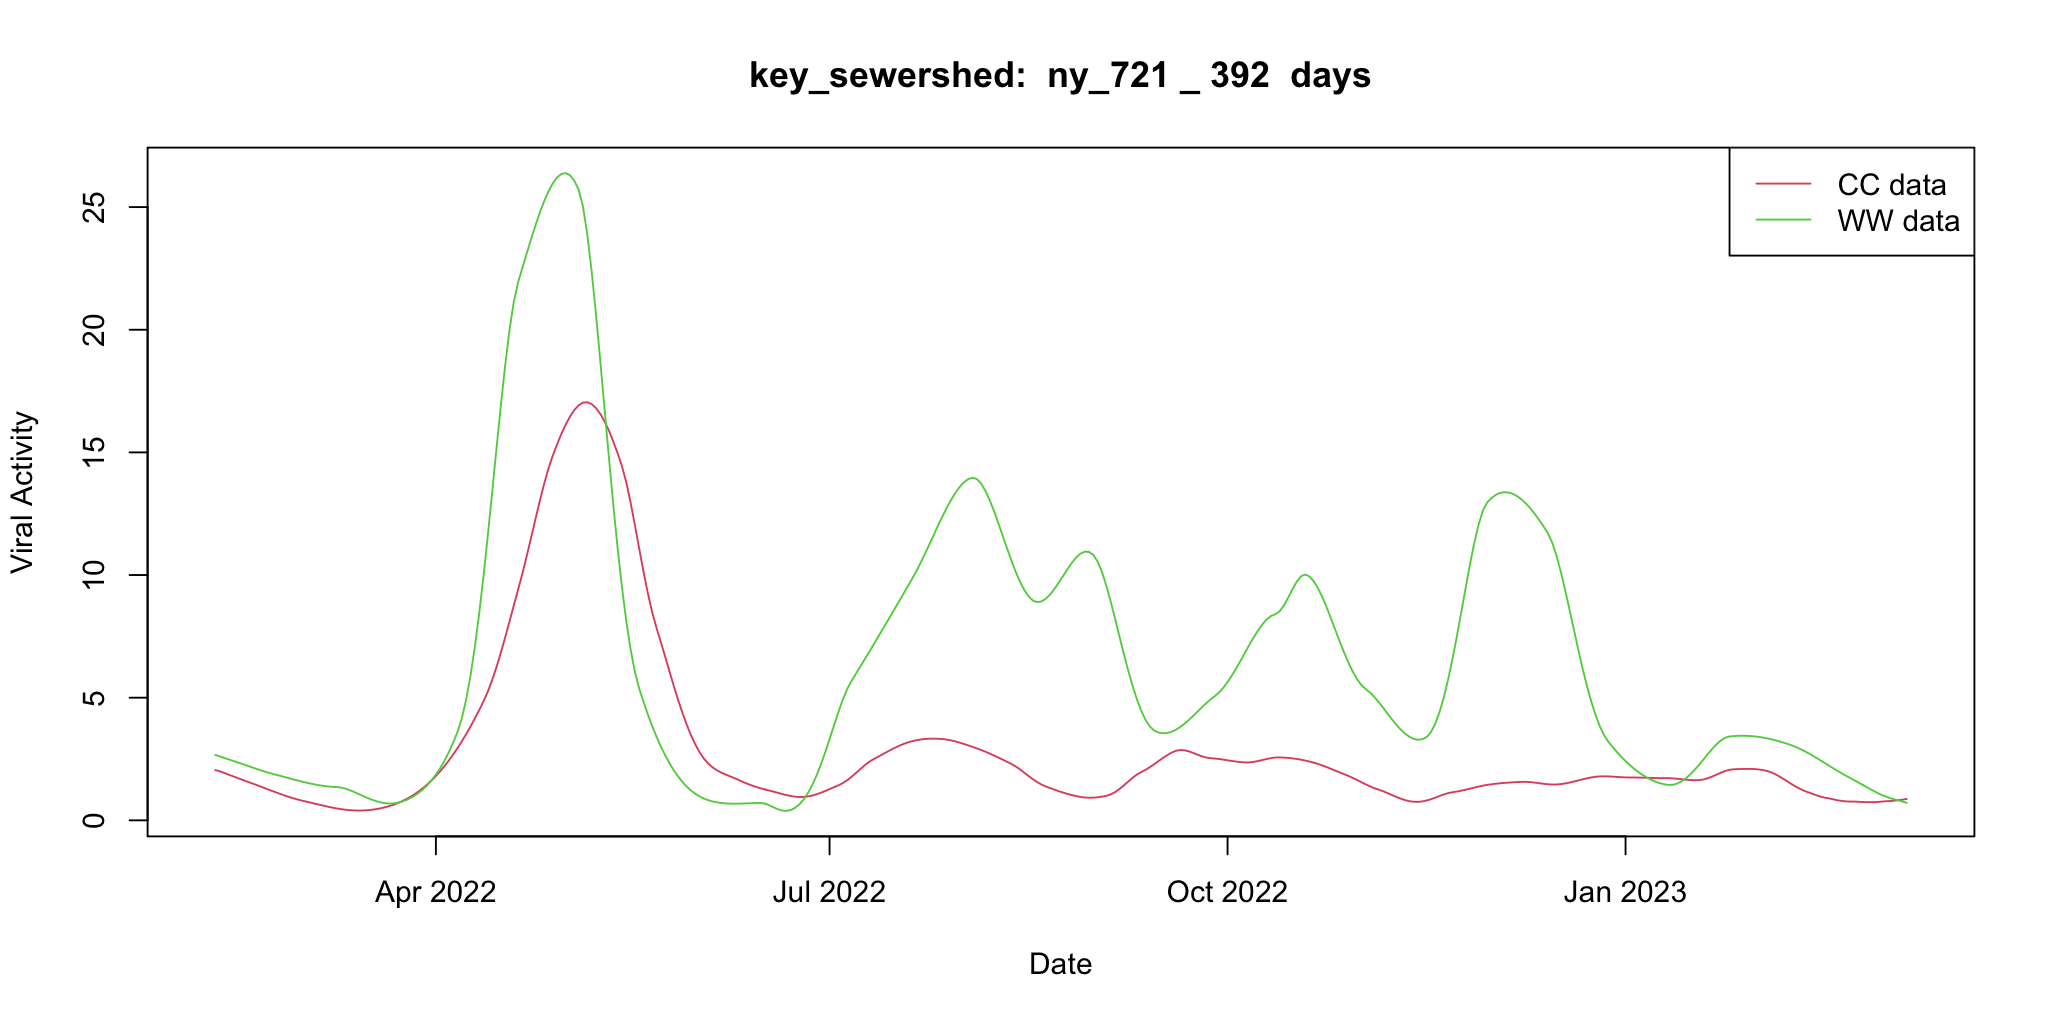 key_sewershed:  ny_721 _ 392  days
CC data
WW data
Viral Activity
25
20
15
10
5
0
Apr 2022
Jul 2022
Oct 2022
Jan 2023
Date